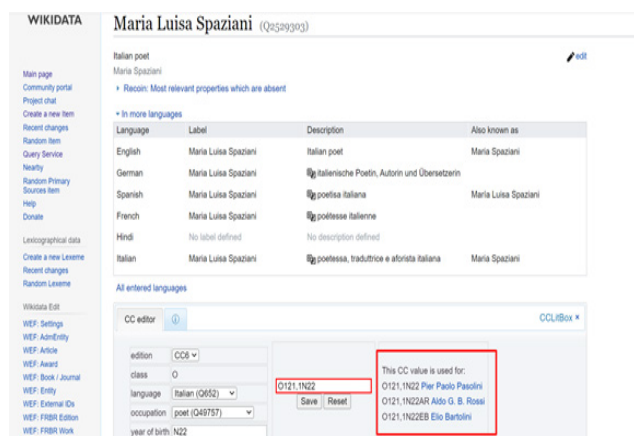 WIKIDATA
Maria Luisa Spaziani (Q2529303)
Italian poet
edit
Maria Spaziani
Recoin: Most relevant properties which are absent
Main page
Community portal
Project chat
Create a new Item
Recent changes
Random Item
Query Service
Nearby
Random Primary
Sources item
Help
Donate
Lexicographical data
Create a new Lexeme
Recent changes
Random Lexeme
Wikidata Edit
WEF: Settings
WEF: AdmEntity
WEF: Article
WEF: Award
WEF: Book / Journal
WEF: Entity
WEF: External IDs
WEF: FRBR Edition
WEF: FRBR Work
In more languages
Language Label Description Also known as
English Maria Luisa Spaziani Italian poet Maria Spaziani
German Maria Luisa Spaziani italienische Poetin, Autorin und Übersetzerin
Spanish Maria Luisa Spaziani poetisa italiana Maria Luisa Spaziani
French Maria Luisa Spaziani poétesse italienne
Hindi No label defined No description defined
Italian Maria Luisa Spaziani poetessa, traduttrice e aforista italiana Maria Spaziani
All entered languages
CC editor
CCLitBox ×
edition CC6
class O
language Italian (Q652)
occupation poet (Q49757)
year of birth N22
O121,1N22
Save Reset
This CC value is used for:
O121,1N22 Pier Paolo Pasolini
O121,1N22AR Aldo G. B. Rossi
O121,1N22EB Elio Bartolini